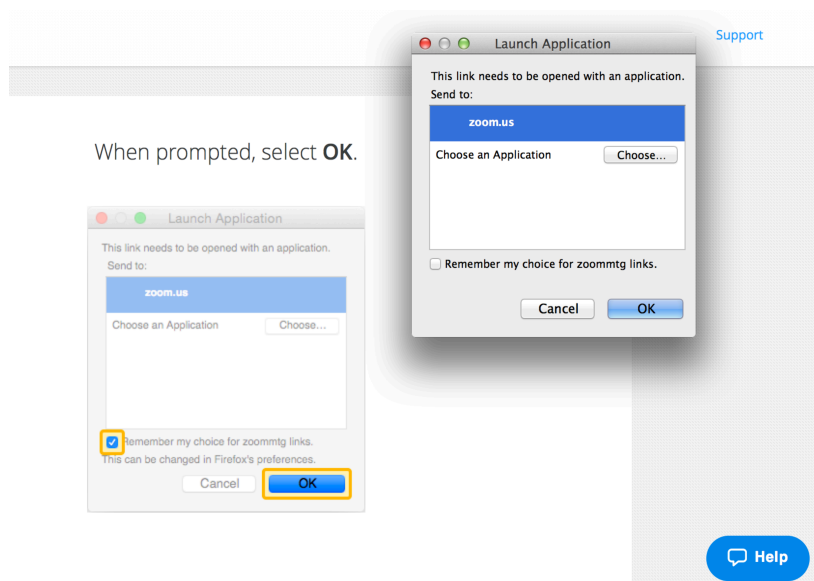 Support
When prompted, select OK.
Launch Application
This link needs to be opened with an application.
Send to:
zoom.us
Choose an Application
Choose...
Remember my choice for zoommtg links.
This can be changed in Firefox's preferences.
Cancel
OK
Launch Application
This link needs to be opened with an application.
Send to:
zoom.us
Choose an Application
Choose...
Remember my choice for zoommtg links.
Cancel
OK
Help